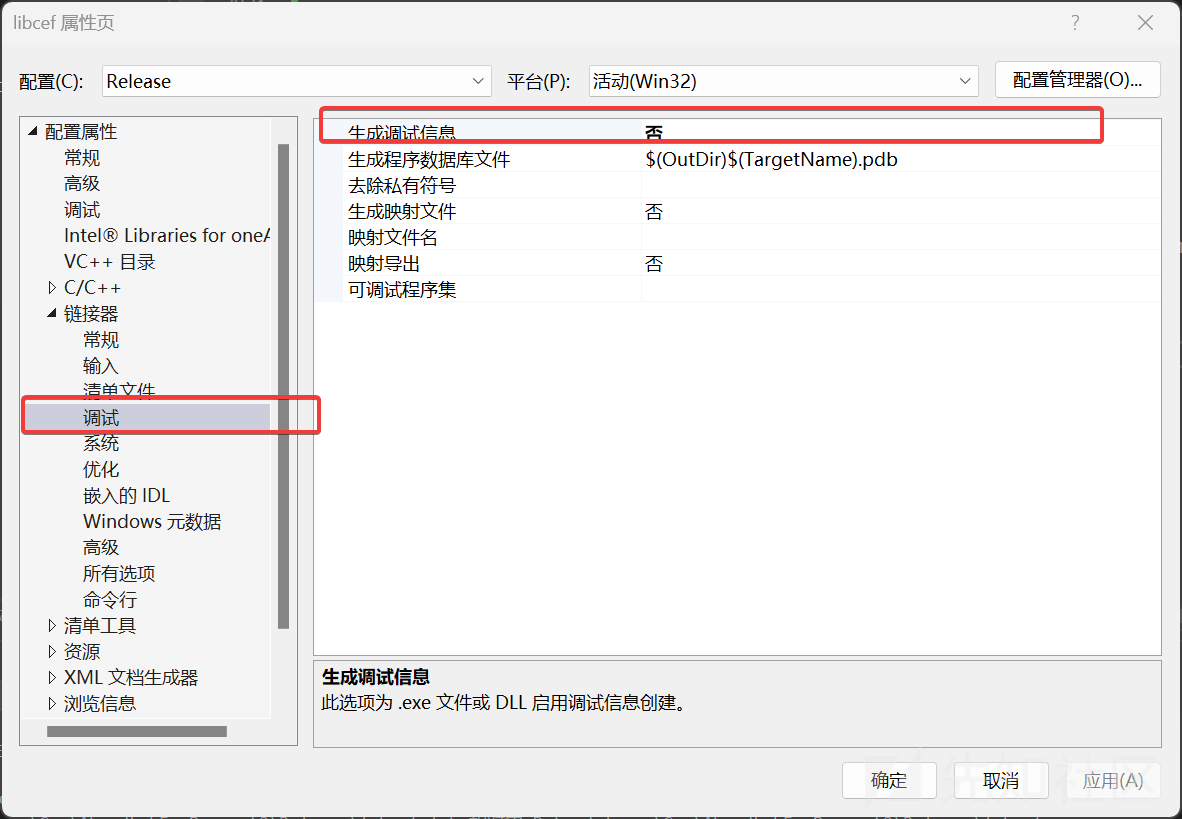 libcef 属性页
配置(C): Release 平台(P): 活动(Win32) 配置管理器(O)...
配置属性
常规
高级
调试
Intel® Libraries for oneA
VC++ 目录
C/C++
链接器
常规
输入
清单文件
调试
系统
优化
嵌入的 IDL
Windows 元数据
高级
所有选项
命令行
清单工具
资源
XML 文档生成器
浏览信息
生成调试信息 否
生成程序数据库文件 $(OutDir)$(TargetName).pdb
去除私有符号
生成映射文件 否
映射文件名
映射导出 否
可调试程序集
生成调试信息
此选项为 .exe 文件或 DLL 启用调试信息创建。
确定 取消 应用(A)
先知社区